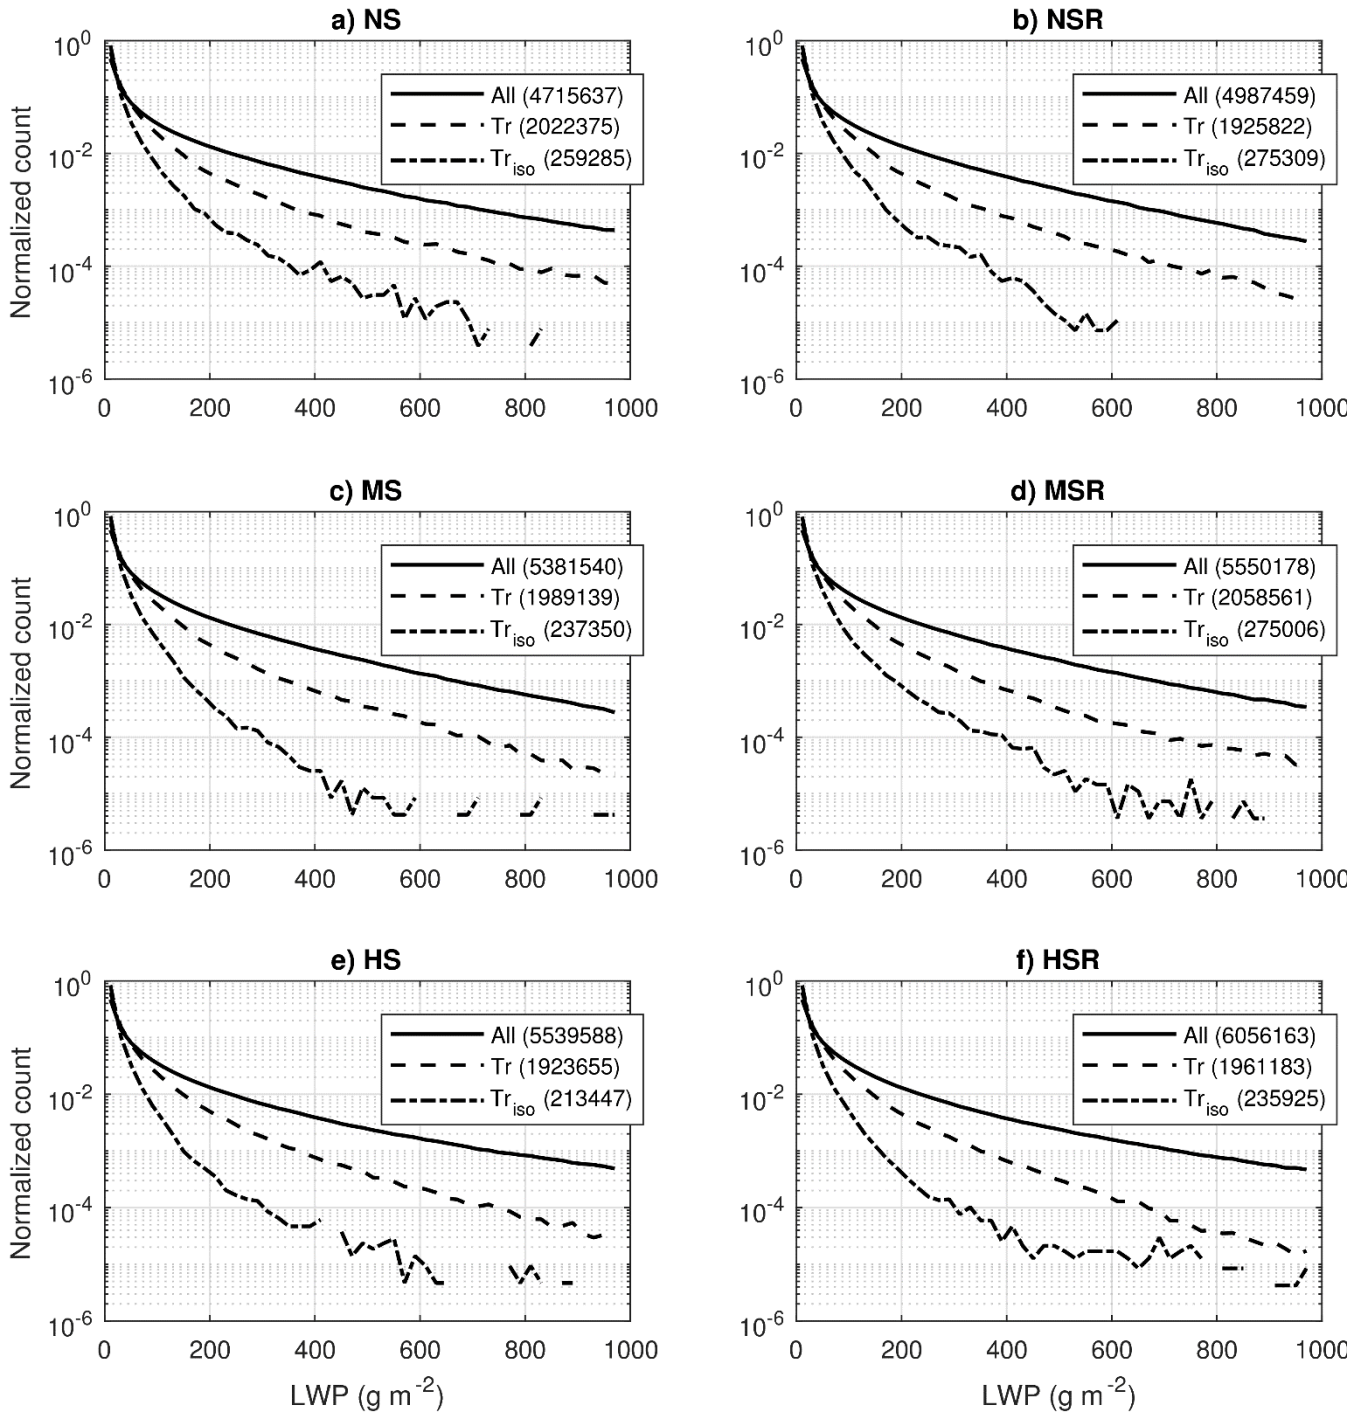 a) NS
10^0
10^-2
10^-4
10^-6
Normalized count
All (4715637)
Tr (2022375)
Tr_iso (259285)
0 200 400 600 800 1000
b) NSR
10^0
10^-2
10^-4
10^-6
All (4987459)
Tr (1925822)
Tr_iso (275309)
0 200 400 600 800 1000
c) MS
10^0
10^-2
10^-4
10^-6
Normalized count
All (5381540)
Tr (1989139)
Tr_iso (237350)
0 200 400 600 800 1000
d) MSR
10^0
10^-2
10^-4
10^-6
All (5550178)
Tr (2058561)
Tr_iso (275006)
0 200 400 600 800 1000
e) HS
10^0
10^-2
10^-4
10^-6
Normalized count
All (5539588)
Tr (1923655)
Tr_iso (213447)
0 200 400 600 800 1000
LWP (g m^-2)
f) HSR
10^0
10^-2
10^-4
10^-6
All (6056163)
Tr (1961183)
Tr_iso (235925)
0 200 400 600 800 1000
LWP (g m^-2)